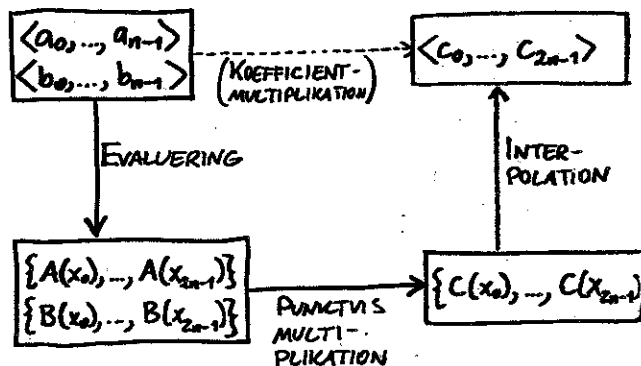 <a₀,..., aₙ₋₁>
<b₀,..., bₙ₋₁>
(KOEFFICIENT-
MULTIPLIKATION)
<c₀,..., c₂ₙ₋₁>
EVALUERING
INTER-
POLATION
{A(x₀),..., A(x₂ₙ₋₁)}
{B(x₀),..., B(x₂ₙ₋₁)}
PUNKTVIS
MULTI-
PLIKATION
{C(x₀),..., C(x₂ₙ₋₁)